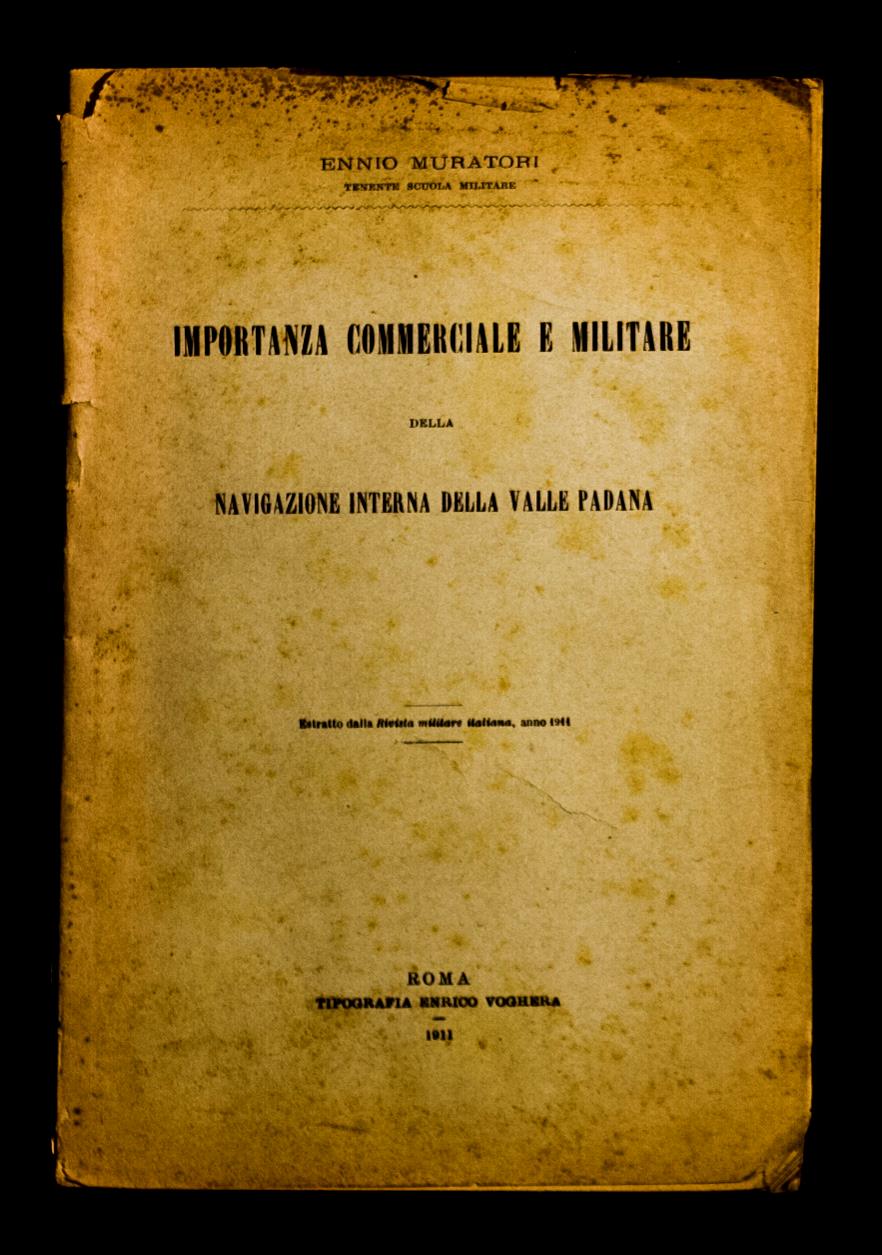 ENNIO MURATORI
TENENTE SCUOLA MILITARE
IMPORTANZA COMMERCIALE E MILITARE
DELLA
NAVIGAZIONE INTERNA DELLA VALLE PADANA
Estratto dalla Rivista militare italiana, anno 1911
ROMA
TIPOGRAFIA ENRICO VOGHERA
1911